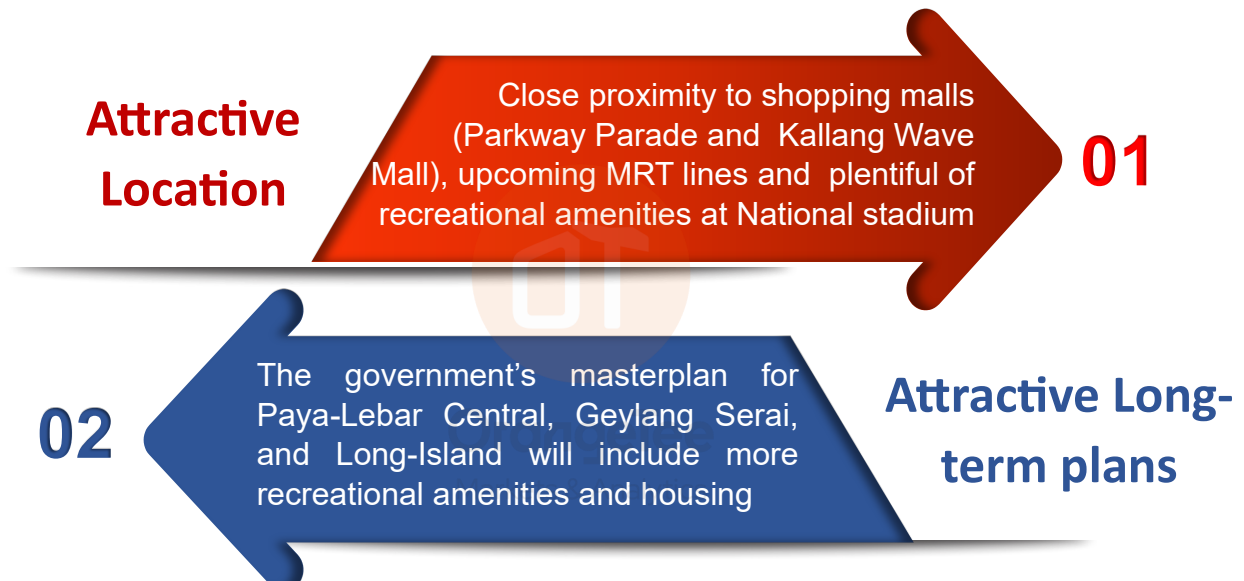 Attractive
Location
Close proximity to shopping malls
(Parkway Parade and Kallang Wave
Mall), upcoming MRT lines and plentiful of
recreational amenities at National stadium
01
02
The government's masterplan for
Paya-Lebar Central, Geylang Serai,
and Long-Island will include more
recreational amenities and housing
Attractive Long-
term plans
OT